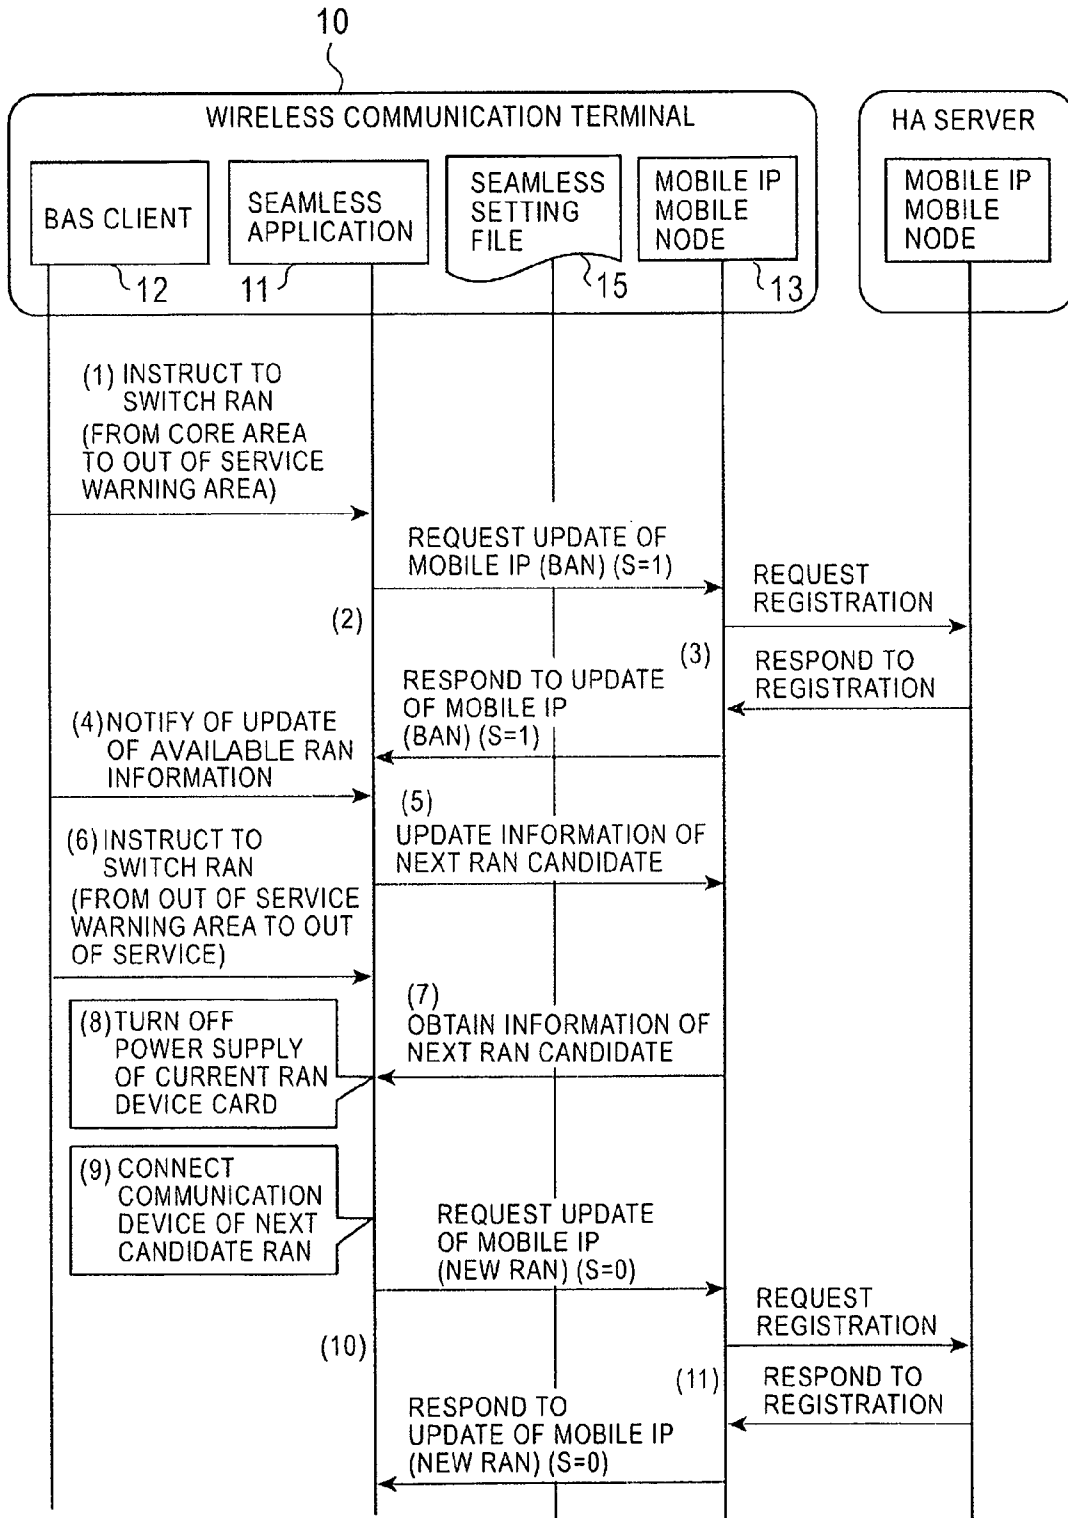 10
WIRELESS COMMUNICATION TERMINAL
HA SERVER
BAS CLIENT
SEAMLESS
APPLICATION
SEAMLESS
SETTING
FILE
MOBILE IP
MOBILE
NODE
MOBILE IP
MOBILE
NODE
12
11
15
13
(1) INSTRUCT TO
SWITCH RAN
(FROM CORE AREA
TO OUT OF SERVICE
WARNING AREA)
REQUEST UPDATE OF
MOBILE IP (BAN) (S=1)
REQUEST
REGISTRATION
(2)
(3)
RESPOND TO
REGISTRATION
RESPOND TO UPDATE
OF MOBILE IP
(BAN) (S=1)
(4) NOTIFY OF UPDATE
OF AVAILABLE RAN
INFORMATION
(5)
UPDATE INFORMATION OF
NEXT RAN CANDIDATE
(6) INSTRUCT TO
SWITCH RAN
(FROM OUT OF SERVICE
WARNING AREA TO OUT
OF SERVICE)
(7)
OBTAIN INFORMATION OF
NEXT RAN CANDIDATE
(8) TURN OFF
POWER SUPPLY
OF CURRENT RAN
DEVICE CARD
(9) CONNECT
COMMUNICATION
DEVICE OF NEXT
CANDIDATE RAN
REQUEST UPDATE
OF MOBILE IP
(NEW RAN) (S=0)
REQUEST
REGISTRATION
(10)
(11)
RESPOND TO
REGISTRATION
RESPOND TO
UPDATE OF MOBILE IP
(NEW RAN) (S=0)